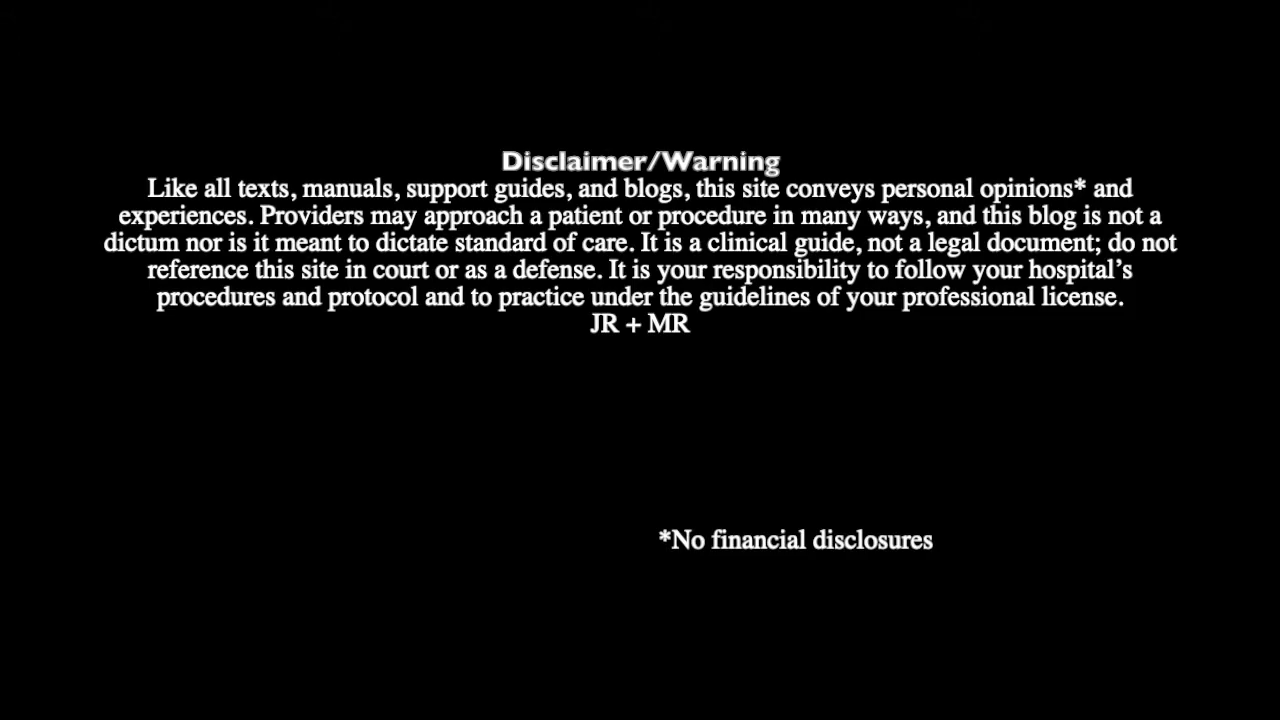 Disclaimer/Warning
Like all texts, manuals, support guides, and blogs, this site conveys personal opinions* and
experiences. Providers may approach a patient or procedure in many ways, and this blog is not a
dictum nor is it meant to dictate standard of care. It is a clinical guide, not a legal document; do not
reference this site in court or as a defense. It is your responsibility to follow your hospital’s
procedures and protocol and to practice under the guidelines of your professional license.
JR + MR
*No financial disclosures